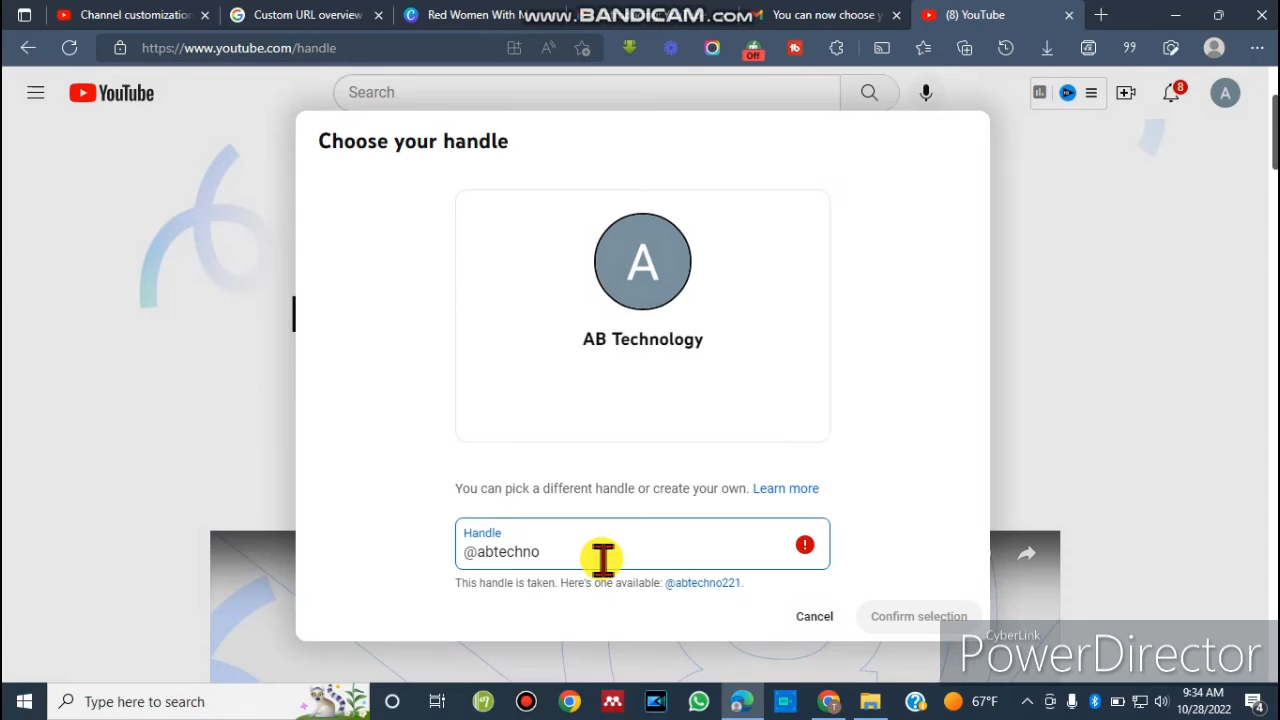 Channel customization
Custom URL overview
Red Women With M
www.BANDICAM.com
You can now choose y
(8) YouTube
https://www.youtube.com/handle
Off
99
YouTube
Search
8
A
Choose your handle
A
AB Technology
You can pick a different handle or create your own. Learn more
Handle
@abtechno
This handle is taken. Here's one available: @abtechno221.
Cancel
Confirm selection
CyberLink
PowerDirector
Type here to search
67°F
9:34 AM
10/28/2022
4